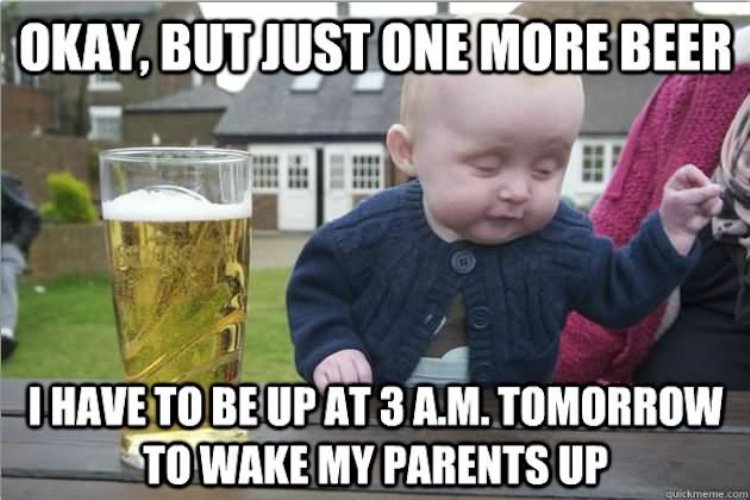 OKAY, BUT JUST ONE MORE BEER
I HAVE TO BE UP AT 3 A.M. TOMORROW
TO WAKE MY PARENTS UP
quickmeme.com